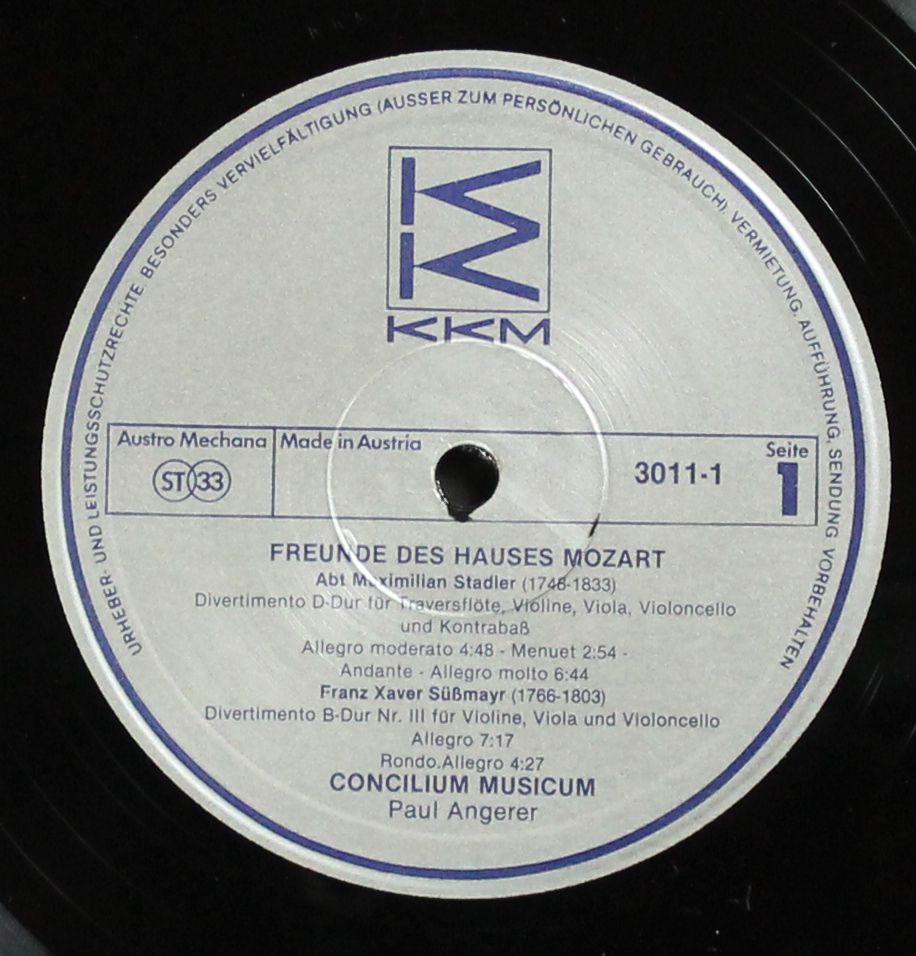 URHEBER- UND LEISTUNGSSCHUTZRECHTE, BESONDERS VERVIELFÄLTIGUNG (AUSSER ZUM PERSÖNLICHEN GEBRAUCH), VERMIETUNG, AUFFÜHRUNG, SENDUNG VORBEHALTEN
KKM
Austro Mechana
Made in Austria
ST 33
3011-1
Seite
1
FREUNDE DES HAUSES MOZART
Abt Maximilian Stadler (1748-1833)
Divertimento D-Dur für Traversflöte, Violine, Viola, Violoncello
und Kontrabaß
Allegro moderato 4:48 - Menuet 2:54 -
Andante - Allegro molto 6:44
Franz Xaver Süßmayr (1766-1803)
Divertimento B-Dur Nr. III für Violine, Viola und Violoncello
Allegro 7:17
Rondo.Allegro 4:27
CONCILIUM MUSICUM
Paul Angerer